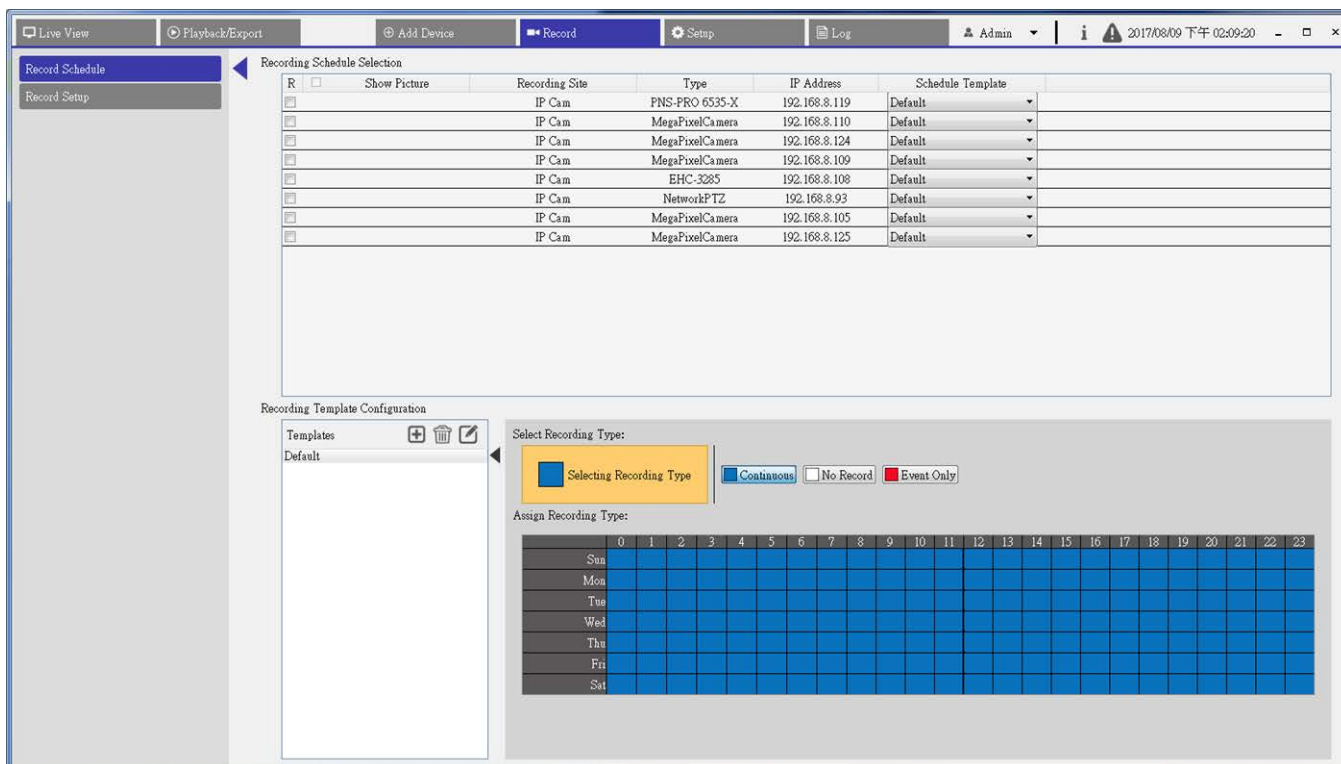 Live View Playback/Export Add Device Record Setup Log Admin i 2017/08/09 下午 02:09:20
Record Schedule
Record Setup
Recording Schedule Selection
R Show Picture Recording Site Type IP Address Schedule Template
IP Cam PNS-PRO 6535-X 192.168.8.119 Default
IP Cam MegaPixelCamera 192.168.8.110 Default
IP Cam MegaPixelCamera 192.168.8.124 Default
IP Cam MegaPixelCamera 192.168.8.109 Default
IP Cam EHC-3285 192.168.8.108 Default
IP Cam NetworkPTZ 192.168.8.93 Default
IP Cam MegaPixelCamera 192.168.8.105 Default
IP Cam MegaPixelCamera 192.168.8.125 Default
Recording Template Configuration
Templates
Default
Select Recording Type:
Selecting Recording Type Continuous No Record Event Only
Assign Recording Type:
0 1 2 3 4 5 6 7 8 9 10 11 12 13 14 15 16 17 18 19 20 21 22 23
Sun
Mon
Tue
Wed
Thu
Fri
Sat